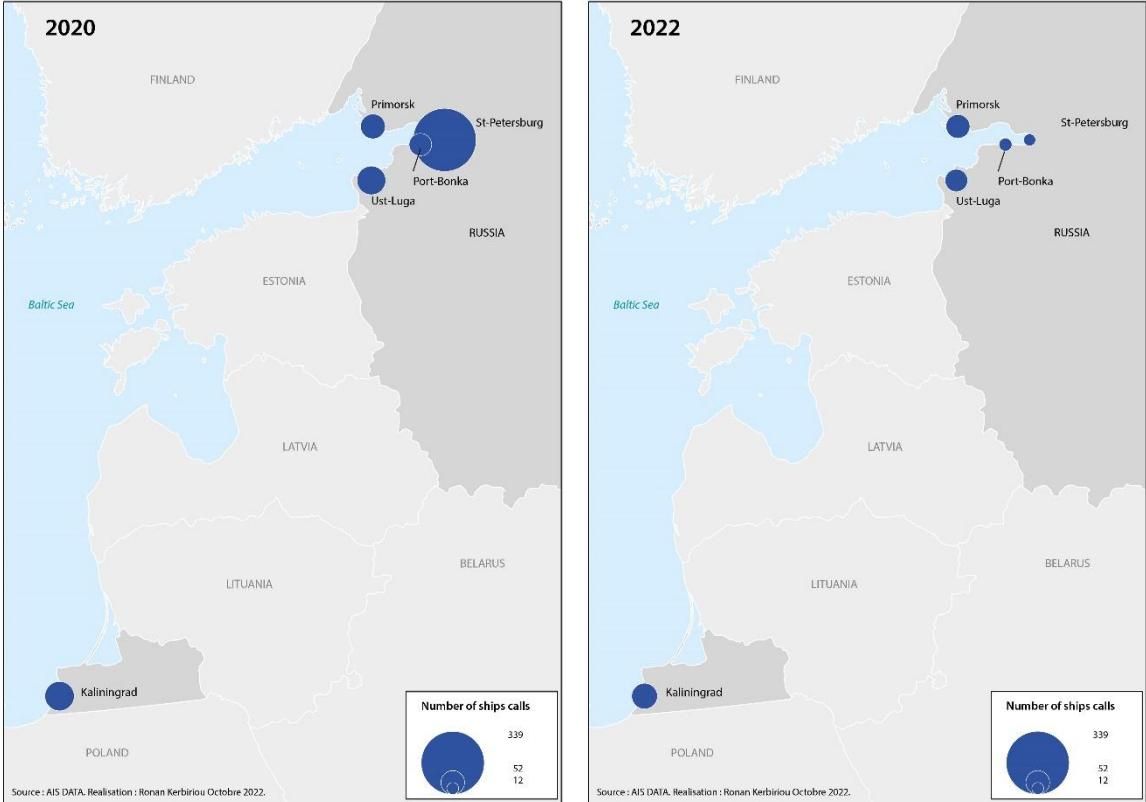 2020
FINLAND
Primorsk
St-Petersburg
Port-Bonka
Ust-Luga
RUSSIA
ESTONIA
Baltic Sea
LATVIA
BELARUS
LITUANIA
Kaliningrad
POLAND
Number of ships calls
339
52
12
Source : AIS DATA. Realisation : Ronan Kerbiriou Octobre 2022.
2022
FINLAND
Primorsk
St-Petersburg
Port-Bonka
Ust-Luga
RUSSIA
ESTONIA
Baltic Sea
LATVIA
BELARUS
LITUANIA
Kaliningrad
POLAND
Number of ships calls
339
52
12
Source : AIS DATA. Realisation : Ronan Kerbiriou Octobre 2022.